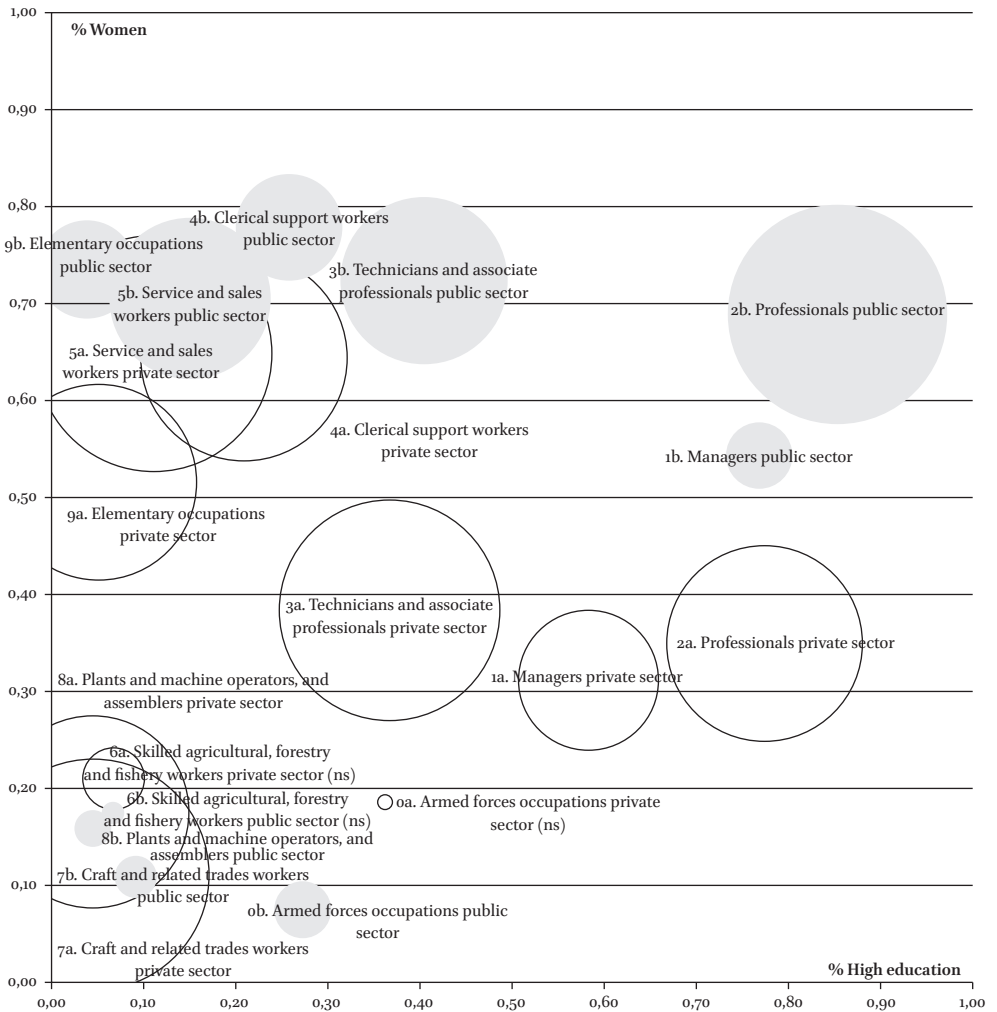 1,00
% Women
0,90
0,80
4b. Clerical support workers
public sector
9b. Elementary occupations
public sector
3b. Technicians and associate
professionals public sector
5b. Service and sales
workers public sector
0,70
2b. Professionals public sector
5a. Service and sales
workers private sector
0,60
4a. Clerical support workers
private sector
1b. Managers public sector
0,50
9a. Elementary occupations
private sector
0,40
3a. Technicians and associate
professionals private sector
2a. Professionals private sector
1a. Managers private sector
8a. Plants and machine operators, and
assemblers private sector
0,30
6a. Skilled agricultural, forestry
and fishery workers private sector (ns)
0,20
6b. Skilled agricultural, forestry
and fishery workers public sector (ns)
0a. Armed forces occupations private
sector (ns)
8b. Plants and machine operators, and
assemblers public sector
7b. Craft and related trades workers
public sector
0,10
0b. Armed forces occupations public
sector
7a. Craft and related trades workers
private sector
% High education
0,00
0,00 0,10 0,20 0,30 0,40 0,50 0,60 0,70 0,80 0,90 1,00